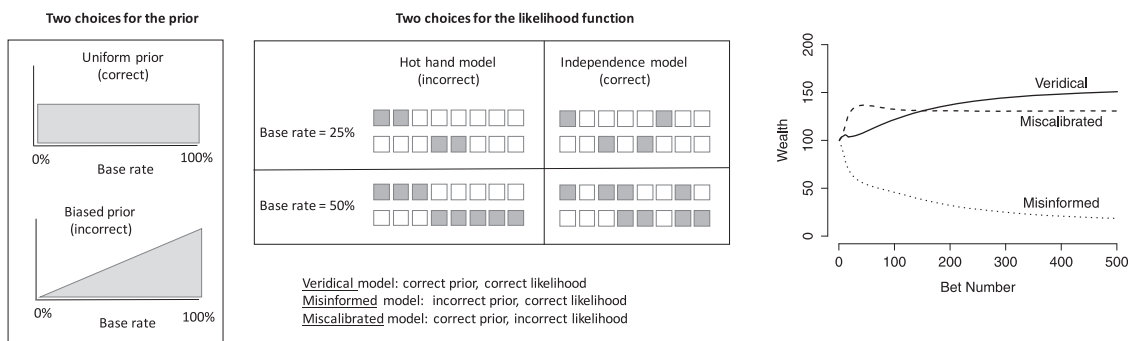 Two choices for the prior
Uniform prior
(correct)
0%
100%
Base rate
Biased prior
(incorrect)
0%
100%
Base rate
Two choices for the likelihood function
Hot hand model
(incorrect)
Independence model
(correct)
Base rate = 25%
Base rate = 50%
Veridical model: correct prior, correct likelihood
Misinformed model: incorrect prior, correct likelihood
Miscalibrated model: correct prior, incorrect likelihood
Wealth
200
150
100
50
0
Veridical
Miscalibrated
Misinformed
0 100 200 300 400 500
Bet Number